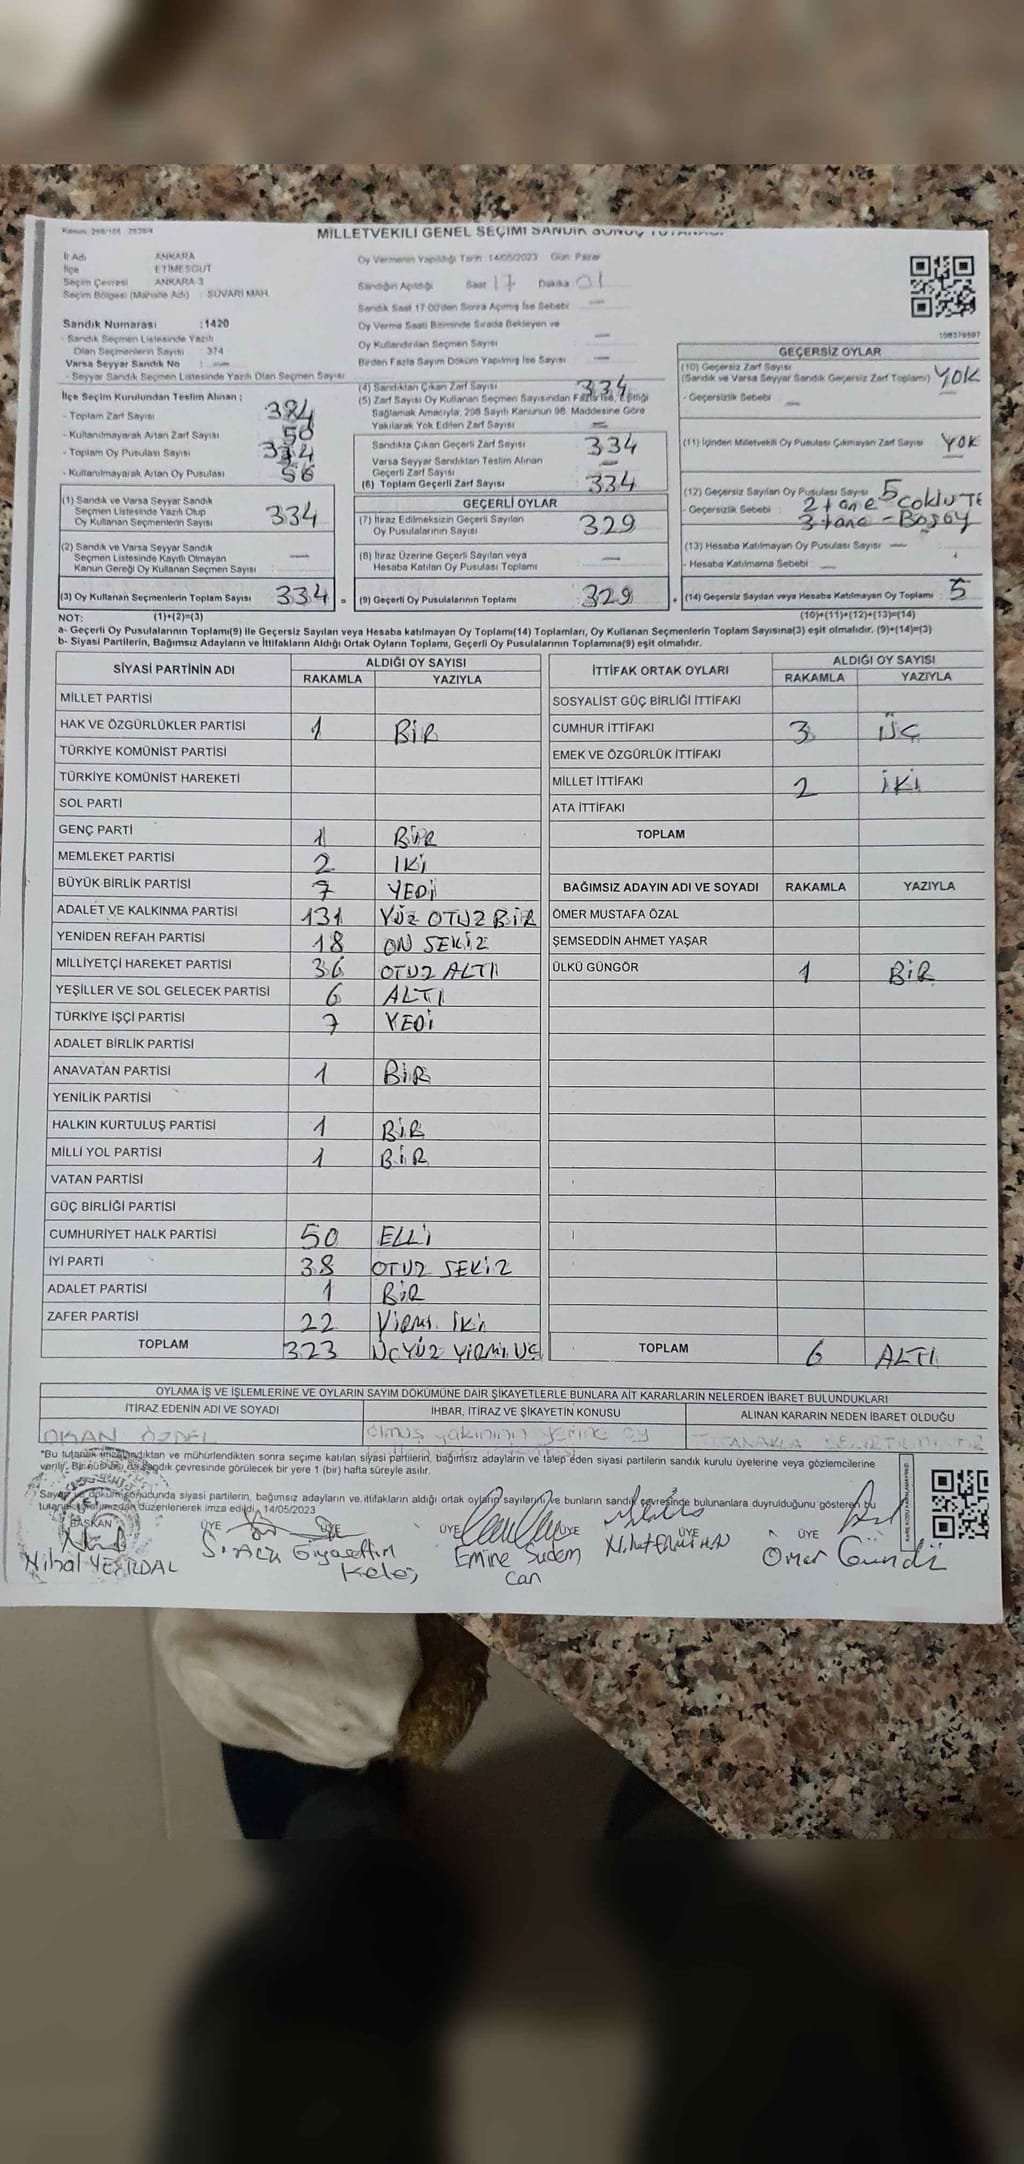 MİLLETVEKİLİ GENEL SEÇİMİ SANDIK SONUÇ TUTANAĞI
İl Adı ANKARA
İlçe ETİMESGUT
Seçim Çevresi ANKARA-3
Seçim Bölgesi (Mahalle Adı) : SÜVARİ MAH.
Oy Vermenin Yapıldığı Tarih: 14/05/2023 Gün: Pazar
Sandığın Açıldığı Saat 17 Dakika 01
Sandık Saat 17.00'den Sonra Açılmış İse Sebebi —
Oy Verme Saati Bitiminde Sırada Bekleyen ve
Oy Kullandırılan Seçmen Sayısı —
Birden Fazla Sayım Döküm Yapılmış İse Sayısı —
108379597
Sandık Numarası :1420
- Sandık Seçmen Listesinde Yazılı
Olan Seçmenlerin Sayısı : 374
Varsa Seyyar Sandık No : —
- Seyyar Sandık Seçmen Listesinde Yazılı Olan Seçmen Sayısı
İlçe Seçim Kurulundan Teslim Alınan ;
- Toplam Zarf Sayısı : 384
- Kullanılmayarak Artan Zarf Sayısı : 50
- Toplam Oy Pusulası Sayısı
- Kullanılmayarak Artan Oy Pusulası
(1) Sandık ve Varsa Seyyar Sandık
Seçmen Listesinde Yazılı Olup
Oy Kullanan Seçmenlerin Sayısı : 334
(2) Sandık ve Varsa Seyyar Sandık
Seçmen Listesinde Kayıtlı Olmayan
Kanun Gereği Oy Kullanan Seçmen Sayısı : —
(3) Oy Kullanan Seçmenlerin Toplam Sayısı : 334 =
(4) Sandıktan Çıkan Zarf Sayısı 334
(5) Zarf Sayısı Oy Kullanan Seçmen Sayısından Fazla İse, Eşitliği
Sağlamak Amacıyla, 298 Sayılı Kanunun 98. Maddesine Göre
Yakılarak Yok Edilen Zarf Sayısı —
Sandıkta Çıkan Geçerli Zarf Sayısı 334
Varsa Seyyar Sandıktan Teslim Alınan
Geçerli Zarf Sayısı —
(6) Toplam Geçerli Zarf Sayısı 334
GEÇERLİ OYLAR
(7) İtiraz Edilmeksizin Geçerli Sayılan
Oy Pusulalarının Sayısı : 329
(8) İtiraz Üzerine Geçerli Sayılan veya
Hesaba Katılan Oy Pusulası Toplamı : —
(9) Geçerli Oy Pusulalarının Toplamı : 329 +
GEÇERSİZ OYLAR
(10) Geçersiz Zarf Sayısı
(Sandık ve Varsa Seyyar Sandık Geçersiz Zarf Toplamı) YOK
- Geçersizlik Sebebi : —
(11) İçinden Milletvekili Oy Pusulası Çıkmayan Zarf Sayısı YOK
(12) Geçersiz Sayılan Oy Pusulası Sayısı 5
- Geçersizlik Sebebi : 2 tane
3 tane - Boş oy
(13) Hesaba Katılmayan Oy Pusulası Sayısı —
- Hesaba Katılmama Sebebi : —
(14) Geçersiz Sayılan veya Hesaba Katılmayan Oy Toplamı : 5
NOT: (1)+(2)=(3) (10)+(11)+(12)+(13)=(14)
a- Geçerli Oy Pusulalarının Toplamı(9) ile Geçersiz Sayılan veya Hesaba katılmayan Oy Toplamı(14) Toplamları, Oy Kullanan Seçmenlerin Toplam Sayısına(3) eşit olmalıdır. (9)+(14)=(3)
b- Siyasi Partilerin, Bağımsız Adayların ve İttifakların Aldığı Ortak Oyların Toplamı, Geçerli Oy Pusulalarının Toplamına(9) eşit olmalıdır.
SİYASİ PARTİNİN ADI ALDIĞI OY SAYISI
RAKAMLA YAZIYLA
MİLLET PARTİSİ
HAK VE ÖZGÜRLÜKLER PARTİSİ 1 BİR
TÜRKİYE KOMÜNİST PARTİSİ
TÜRKİYE KOMÜNİST HAREKETİ
SOL PARTİ
GENÇ PARTİ 1 BİR
MEMLEKET PARTİSİ 2 İKİ
BÜYÜK BİRLİK PARTİSİ 7 YEDİ
ADALET VE KALKINMA PARTİSİ 131 YÜZ OTUZ BİR
YENİDEN REFAH PARTİSİ 18 ON SEKİZ
MİLLİYETÇİ HAREKET PARTİSİ 36 OTUZ ALTI
YEŞİLLER VE SOL GELECEK PARTİSİ 6 ALTI
TÜRKİYE İŞÇİ PARTİSİ 7 YEDİ
ADALET BİRLİK PARTİSİ
ANAVATAN PARTİSİ 1 BİR
YENİLİK PARTİSİ
HALKIN KURTULUŞ PARTİSİ 1 BİR
MİLLİ YOL PARTİSİ 1 BİR
VATAN PARTİSİ
GÜÇ BİRLİĞİ PARTİSİ
CUMHURİYET HALK PARTİSİ 50 ELLİ
İYİ PARTİ 38 OTUZ SEKİZ
ADALET PARTİSİ 1 BİR
ZAFER PARTİSİ 22 YİRMİ İKİ
TOPLAM 323 ÜÇYÜZ YİRMİ ÜÇ
İTTİFAK ORTAK OYLARI ALDIĞI OY SAYISI
RAKAMLA YAZIYLA
SOSYALİST GÜÇ BİRLİĞİ İTTİFAKI
CUMHUR İTTİFAKI 3 ÜÇ
EMEK VE ÖZGÜRLÜK İTTİFAKI
MİLLET İTTİFAKI 2 İKİ
ATA İTTİFAKI
TOPLAM
BAĞIMSIZ ADAYIN ADI VE SOYADI RAKAMLA YAZIYLA
ÖMER MUSTAFA ÖZAL
ŞEMSEDDİN AHMET YAŞAR
ÜLKÜ GÜNGÖR 1 BİR
TOPLAM 6 ALTI
OYLAMA İŞ VE İŞLEMLERİNE VE OYLARIN SAYIM DÖKÜMÜNE DAİR ŞİKAYETLERLE BUNLARA AİT KARARLARIN NELERDEN İBARET BULUNDUKLARI
İTİRAZ EDENİN ADI VE SOYADI İHBAR, İTİRAZ VE ŞİKAYETİN KONUSU ALINAN KARARIN NEDEN İBARET OLDUĞU
OKAN ÖZDEL ölmüş yakınının yerine oy
*Bu tutanak imzalandıktan ve mühürlendikten sonra seçime katılan siyasi partilerin, bağımsız adayların ve talep eden siyasi partilerin sandık kurulu üyelerine veya gözlemcilerine
verilir. Bir nüshası da sandık çevresinde görülecek bir yere 1 (bir) hafta süreyle asılır.
Sayım ve döküm sonucunda siyasi partilerin, bağımsız adayların ve ittifakların aldığı ortak oyların sayılarını ve bunların sandık çevresinde bulunanlara duyurulduğunu gösteren bu
tutanak tarafımızdan düzenlenerek imza edildi. 14/05/2023
BAŞKAN ÜYE ÜYE ÜYE ÜYE ÜYE ÜYE
Nihal Gıyasettin Keleş Emine Sudem Can Ömer Gündü